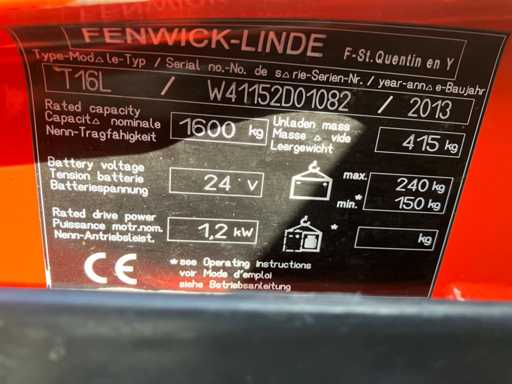 FENWICK-LINDE F-St.Quentin en Y
Type-Mod▵le-Typ / Serial no.-No. de s▵rie-Serien-Nr. / year-ann▵e-Baujahr
T16L / W41152D01082 / 2013
Rated capacity
Capacit▵ nominale
Nenn-Tragfähigkeit
1600 kg
Unladen mass
Masse ▵ vide
Leergewicht
415 kg
Battery voltage
Tension batterie
Batteriespannung
24 V
max. 240 kg
* min. 150 kg
Rated drive power
Puissance motr.nom.
Nenn-Antriebsleist.
1,2 kW
* kg
CE
*see Operating Instructions
voir Mode d'emploi
siehe Betriebsanleitung